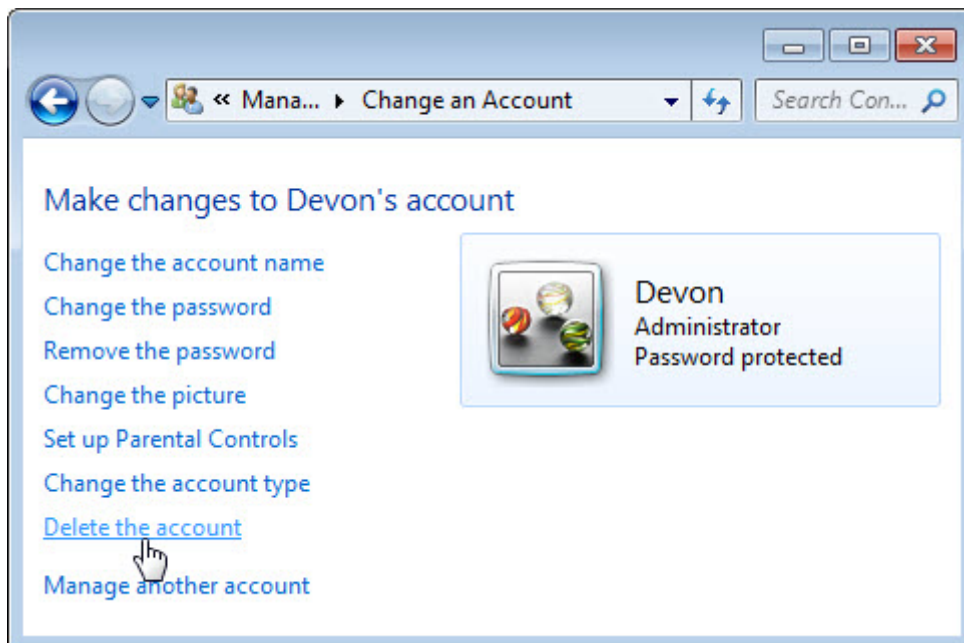 « Mana... ▸ Change an Account
Search Con...
Make changes to Devon's account
Change the account name
Change the password
Remove the password
Change the picture
Set up Parental Controls
Change the account type
Delete the account
Manage another account
Devon
Administrator
Password protected